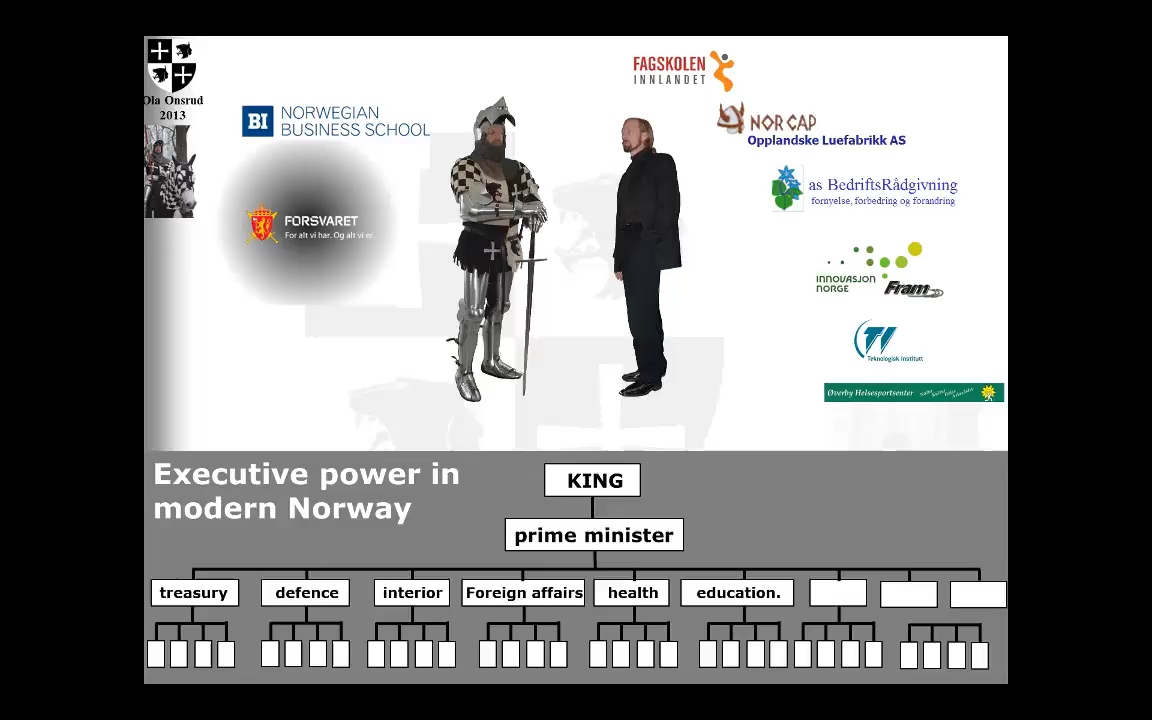 Ola Onsrud
2013
BI NORWEGIAN
BUSINESS SCHOOL
FORSVARET
For alt vi har. Og alt vi er.
FAGSKOLEN
INNLANDET
NOR CAP
Opplandske Luefabrikk AS
as BedriftsRådgivning
fornyelse, forbedring og forandring
INNOVASJON
NORGE
Fram
TI
Teknologisk Institutt
Øverby Helsesportsenter
Executive power in
modern Norway
KING
prime minister
treasury
defence
interior
Foreign affairs
health
education.